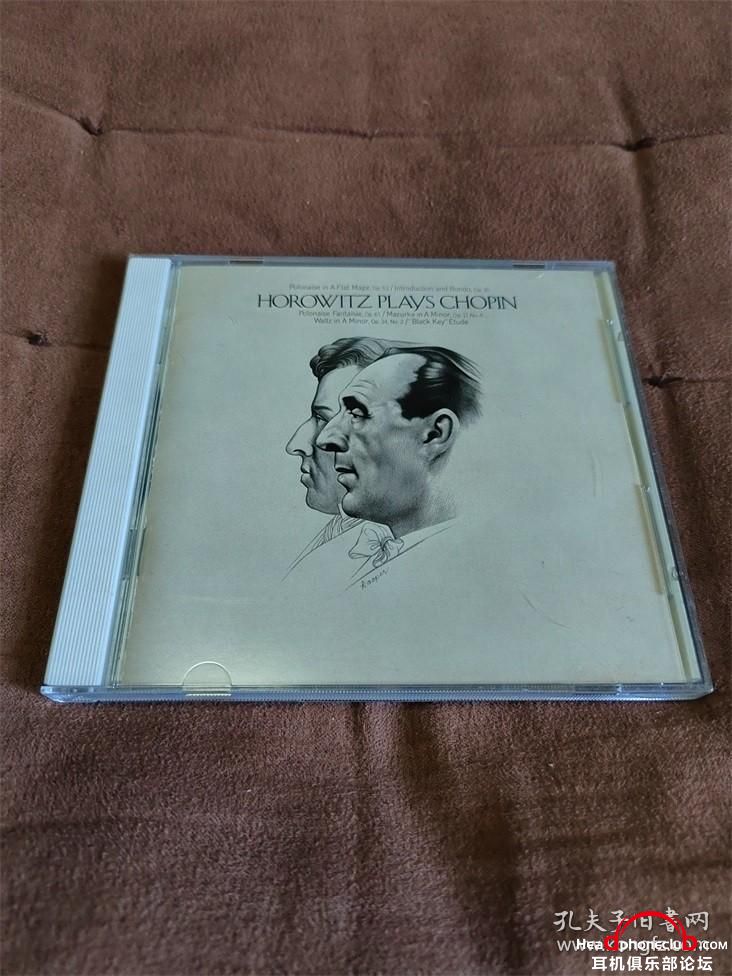 Polonaise in A Flat Major, Op. 53 / Introduction and Rondo, Op. 16
HOROWITZ PLAYS CHOPIN
Polonaise Fantaisie, Op. 61 / Mazurka in A Minor, Op. 17, No. 4
Waltz in A Minor, Op. 34, No. 2 / "Black Key" Etude
孔夫子旧书网
Headphoneclub.com
耳机俱乐部论坛